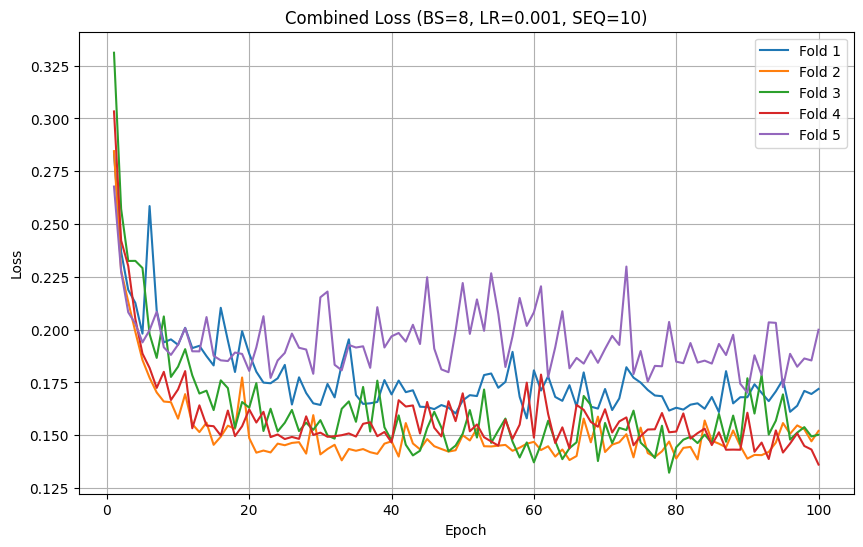 Combined Loss (BS=8, LR=0.001, SEQ=10)
Fold 1
Fold 2
Fold 3
Fold 4
Fold 5
0.325
0.300
0.275
0.250
0.225
0.200
0.175
0.150
0.125
Loss
0
20
40
60
80
100
Epoch